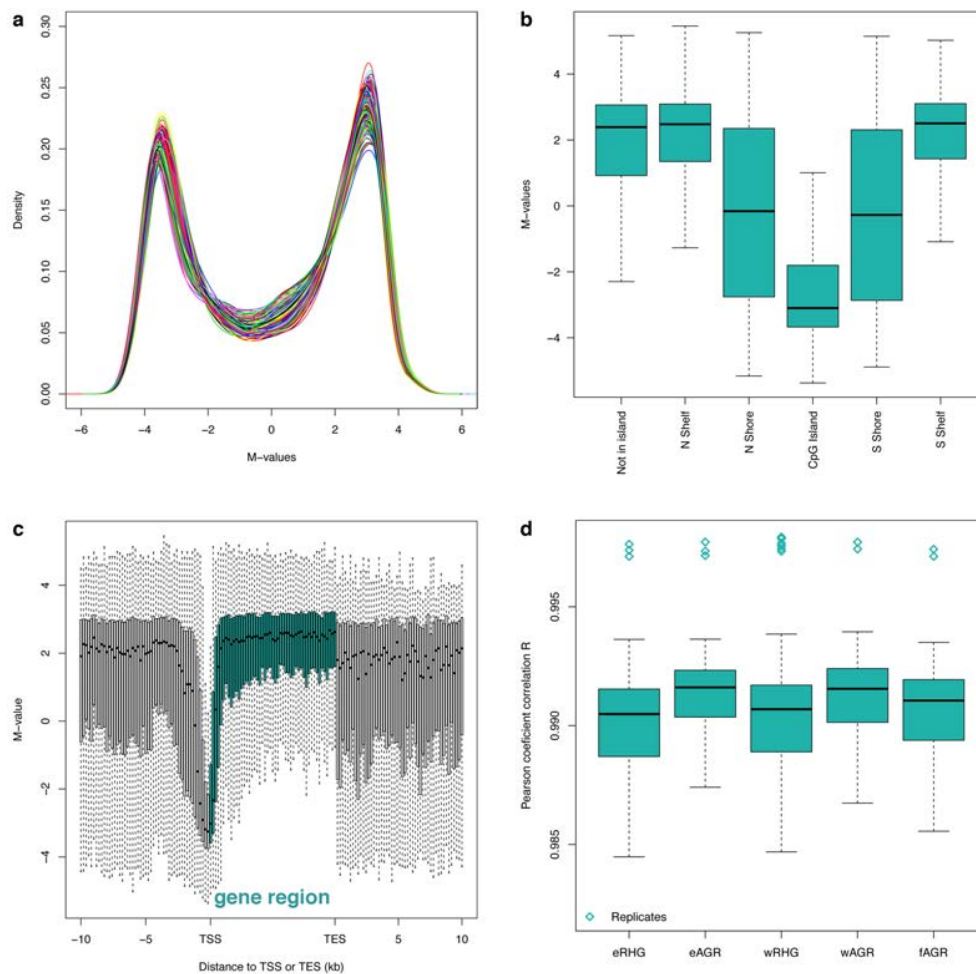 a
0.30
0.25
0.20
0.15
0.10
0.05
0.00
Density
−6 −4 −2 0 2 4 6
M−values
b
4
2
0
−2
−4
M−values
Not in island
N Shelf
N Shore
CpG Island
S Shore
S Shelf
c
4
2
0
−2
−4
M−value
gene region
−10 −5 TSS TES 5 10
Distance to TSS or TES (kb)
d
0.995
0.990
0.985
Pearson coeficient correlation R
Replicates
eRHG eAGR wRHG wAGR fAGR